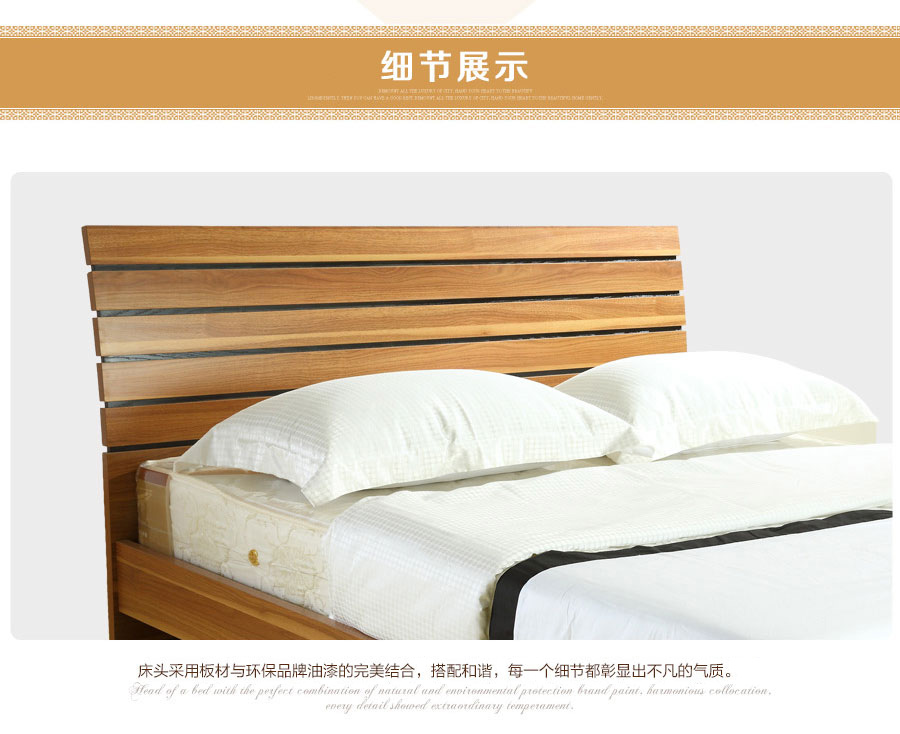 细节展示
床头采用板材与环保品牌油漆的完美结合，搭配和谐，每一个细节都彰显出不凡的气质。
Head of a bed with the perfect combination of natural and environmental protection brand paint, harmonious collocation,
every detail showed extraordinary temperament.